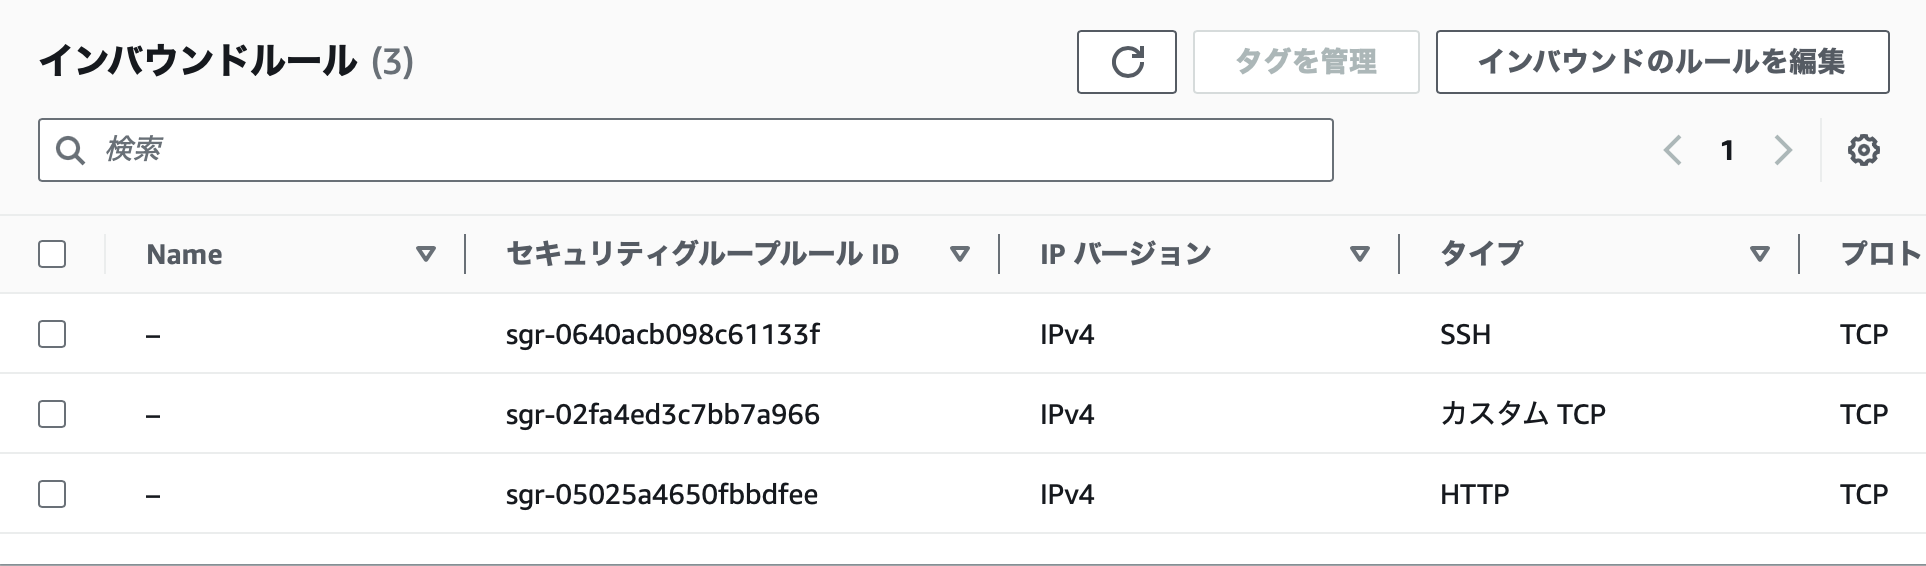 インバウンドルール (3)
タグを管理
インバウンドのルールを編集
検索
1
Name セキュリティグループルール ID IP バージョン タイプ プロト
– sgr-0640acb098c61133f IPv4 SSH TCP
– sgr-02fa4ed3c7bb7a966 IPv4 カスタム TCP TCP
– sgr-05025a4650fbbdfee IPv4 HTTP TCP